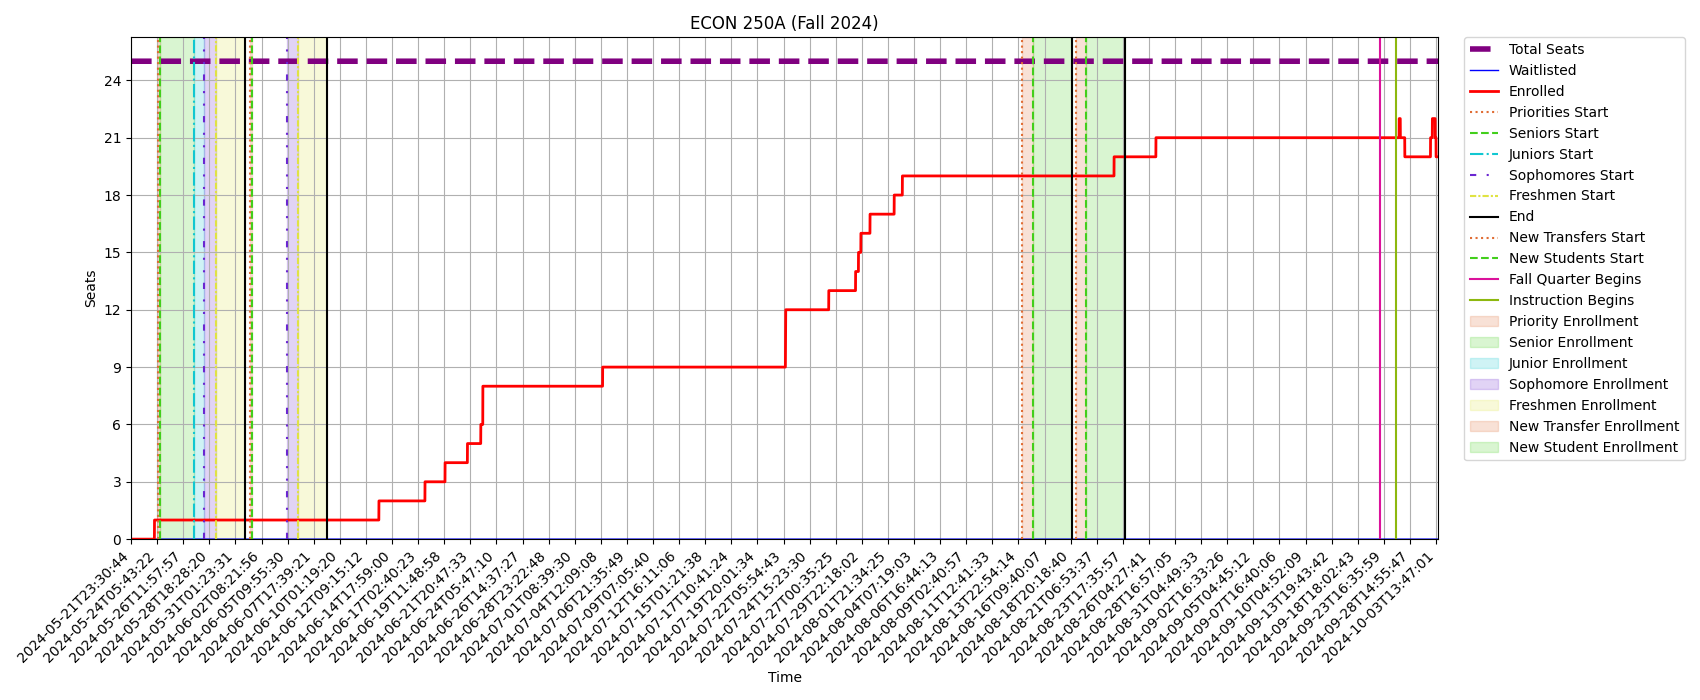 ECON 250A (Fall 2024)
Seats
24
21
18
15
12
9
6
3
0
2024-05-21T23:30:44
2024-05-24T05:43:22
2024-05-26T11:57:57
2024-05-28T18:28:20
2024-05-31T01:23:31
2024-06-02T08:21:56
2024-06-05T09:55:30
2024-06-07T17:39:21
2024-06-10T01:19:20
2024-06-12T09:15:12
2024-06-14T17:59:00
2024-06-17T02:40:23
2024-06-19T11:48:58
2024-06-21T20:47:33
2024-06-24T05:47:10
2024-06-26T14:37:27
2024-06-28T23:22:48
2024-07-01T08:39:30
2024-07-04T12:09:08
2024-07-06T21:35:49
2024-07-09T07:05:40
2024-07-12T16:11:06
2024-07-15T01:21:38
2024-07-17T10:41:24
2024-07-19T20:01:34
2024-07-22T05:54:43
2024-07-24T15:23:30
2024-07-27T00:35:25
2024-07-29T22:18:02
2024-08-01T21:34:25
2024-08-04T07:19:03
2024-08-06T16:44:13
2024-08-09T02:40:57
2024-08-11T12:41:33
2024-08-13T22:54:14
2024-08-16T09:40:07
2024-08-18T20:18:40
2024-08-21T06:53:37
2024-08-23T17:35:57
2024-08-26T04:27:41
2024-08-28T16:57:05
2024-08-31T04:49:33
2024-09-02T16:33:26
2024-09-05T04:45:12
2024-09-07T16:40:06
2024-09-10T04:52:09
2024-09-13T19:43:42
2024-09-18T18:02:43
2024-09-23T16:35:59
2024-09-28T14:55:47
2024-10-03T13:47:01
Time
Total Seats
Waitlisted
Enrolled
Priorities Start
Seniors Start
Juniors Start
Sophomores Start
Freshmen Start
End
New Transfers Start
New Students Start
Fall Quarter Begins
Instruction Begins
Priority Enrollment
Senior Enrollment
Junior Enrollment
Sophomore Enrollment
Freshmen Enrollment
New Transfer Enrollment
New Student Enrollment